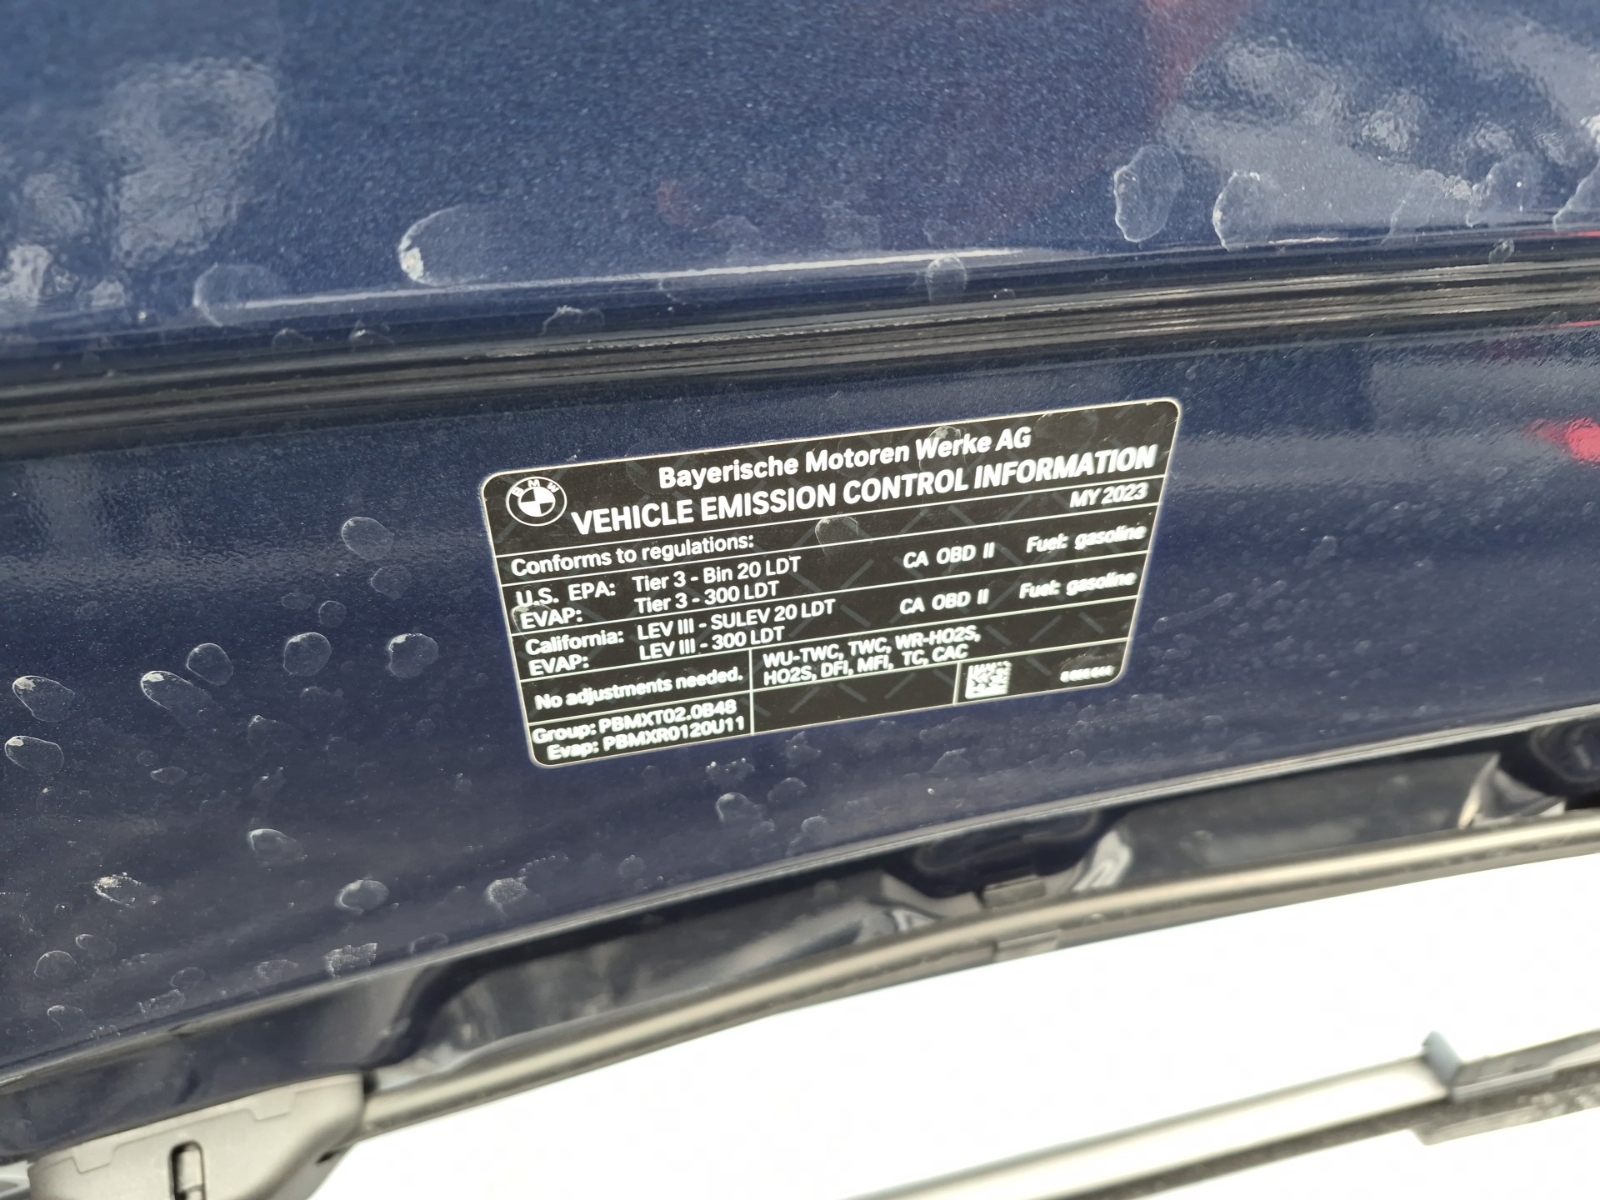 BMW
Bayerische Motoren Werke AG
VEHICLE EMISSION CONTROL INFORMATION
MY 2023
Conforms to regulations:
U.S. EPA: Tier 3 - Bin 20 LDT CA OBD II Fuel: gasoline
EVAP: Tier 3 - 300 LDT
California: LEV III - SULEV 20 LDT CA OBD II Fuel: gasoline
EVAP: LEV III - 300 LDT
No adjustments needed.
WU-TWC, TWC, WR-HO2S,
HO2S, DFI, MFI, TC, CAC
Group: PBMXT02.0B48
Evap: PBMXR0120U11